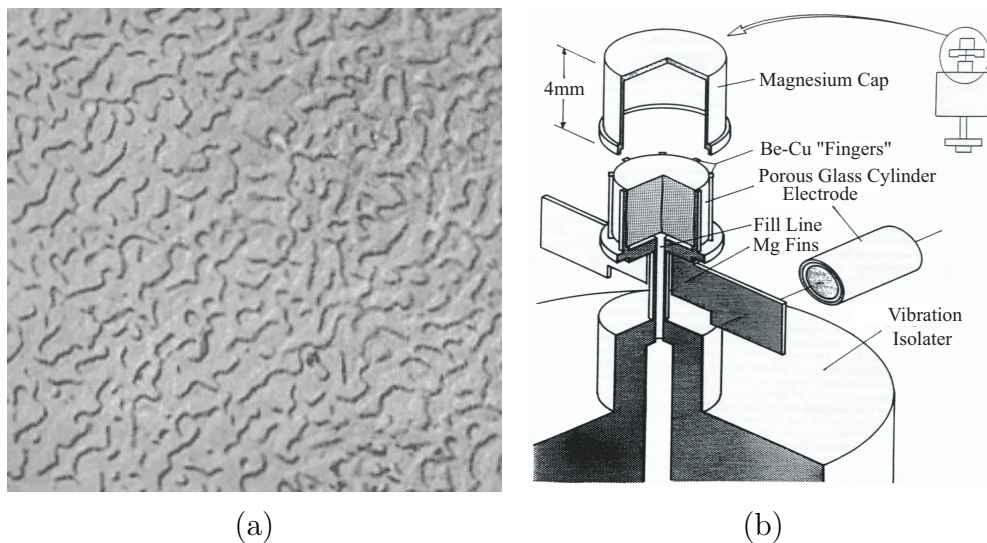 4mm
Magnesium Cap
Be-Cu "Fingers"
Porous Glass Cylinder
Electrode
Fill Line
Mg Fins
Vibration
Isolater
(a)
(b)